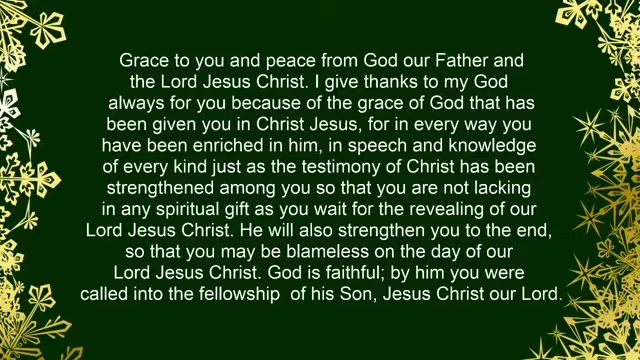 Grace to you and peace from God our Father and
the Lord Jesus Christ. I give thanks to my God
always for you because of the grace of God that has
been given you in Christ Jesus, for in every way you
have been enriched in him, in speech and knowledge
of every kind just as the testimony of Christ has been
strengthened among you so that you are not lacking
in any spiritual gift as you wait for the revealing of our
Lord Jesus Christ. He will also strengthen you to the end,
so that you may be blameless on the day of our
Lord Jesus Christ. God is faithful; by him you were
called into the fellowship  of his Son, Jesus Christ our Lord.